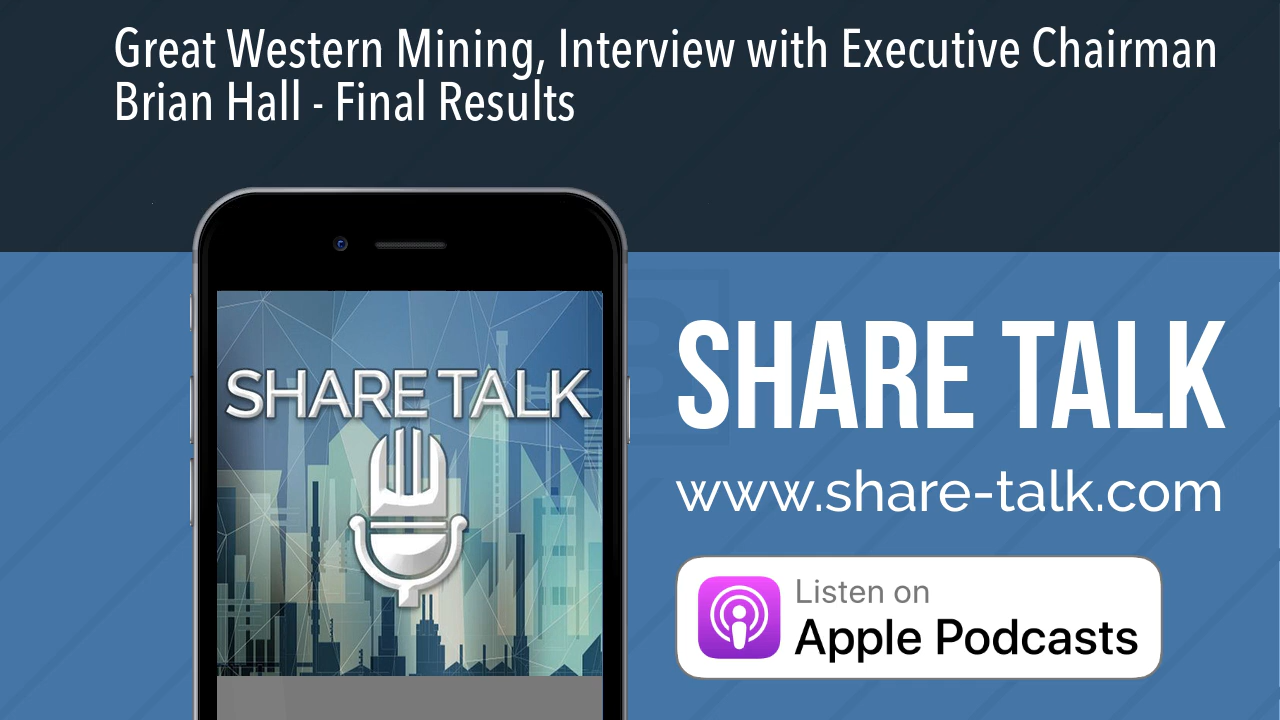 Great Western Mining, Interview with Executive Chairman
Brian Hall - Final Results
SHARE TALK
SHARE TALK
www.share-talk.com
Listen on
Apple Podcasts